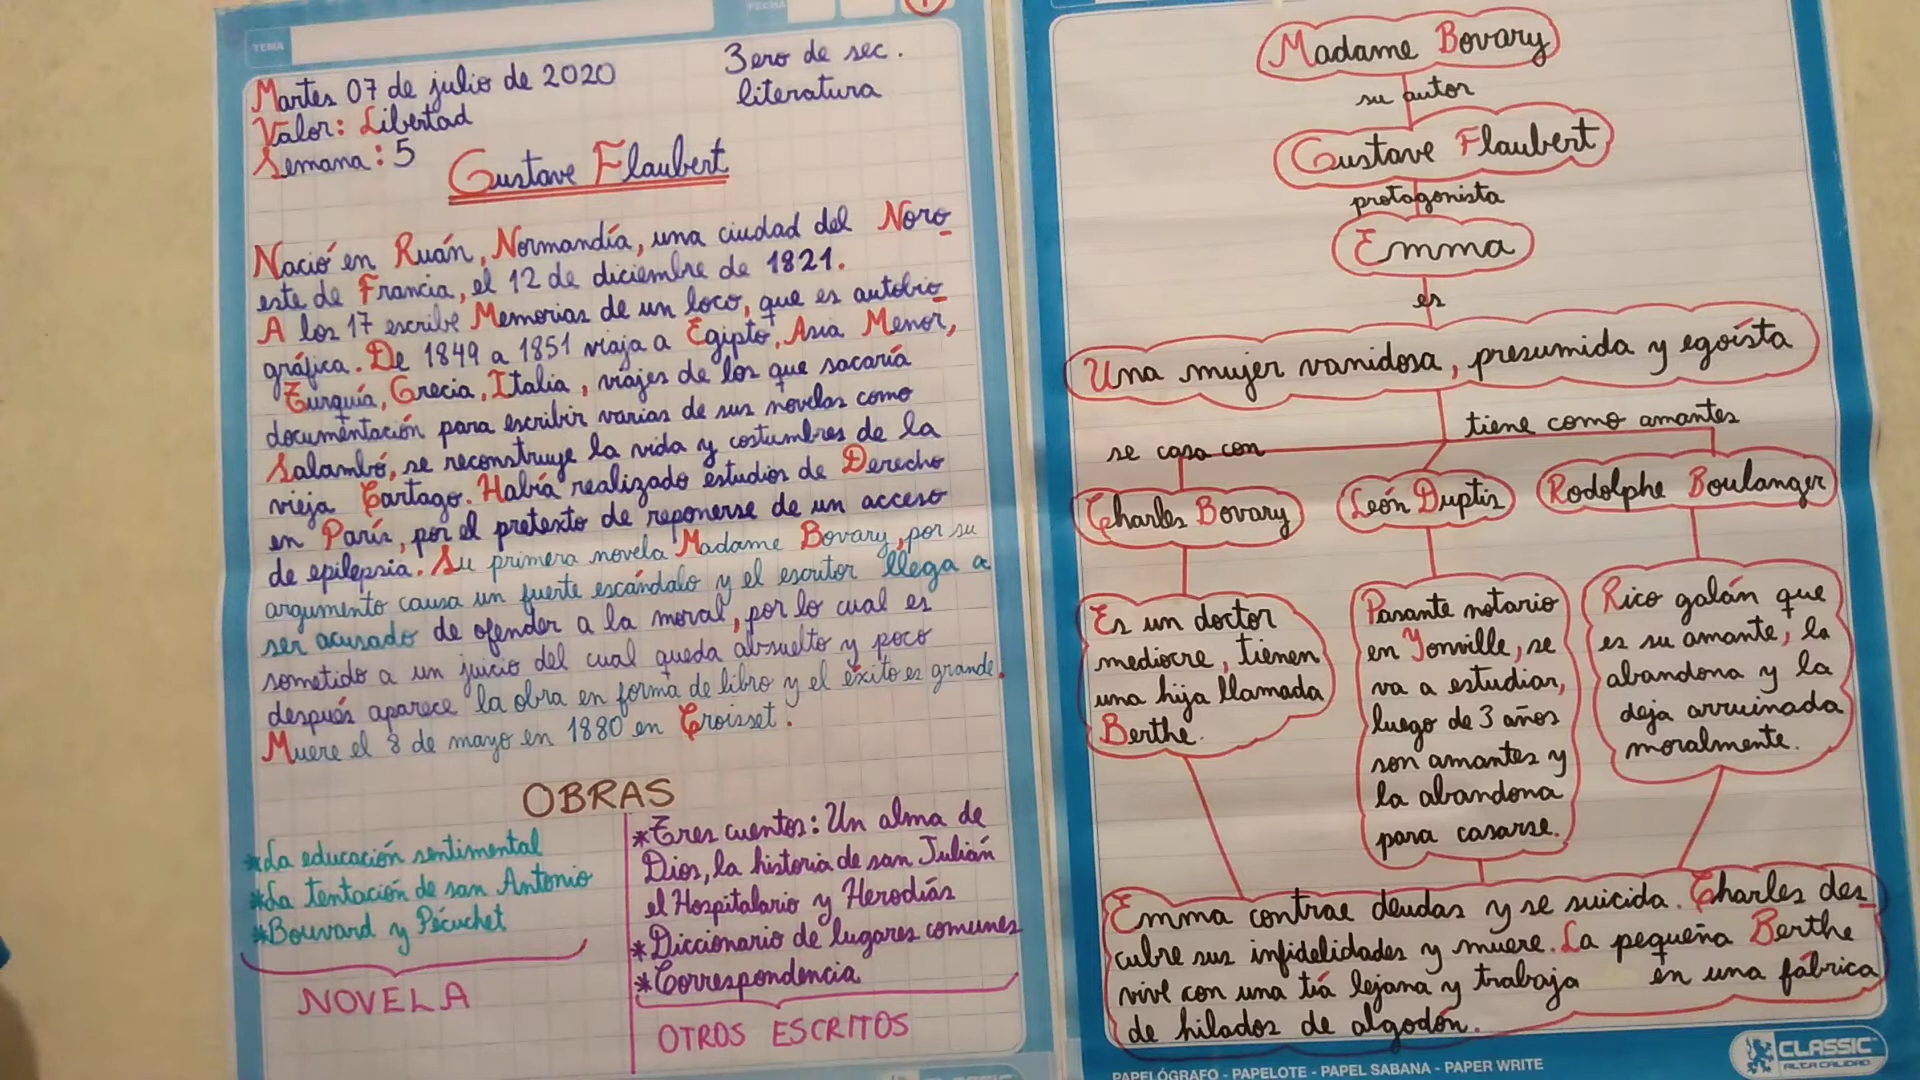 TEMA
FECHA
Martes 07 de julio de 2020
3ero de sec.
literatura
Valor: Libertad
Semana: 5
Gustave Flaubert
Nació en Ruán, Normandía, una ciudad del Noro
este de Francia, el 12 de diciembre de 1821.
A los 17 escribe Memorias de un loco, que es autobio
gráfica. De 1849 a 1851 viaja a Egipto, Asia Menor,
Turquía, Grecia, Italia, viajes de los que sacaría
documentación para escribir varias de sus novelas como
Salambó, se reconstruye la vida y costumbres de la
vieja Cartago. Había realizado estudios de Derecho
en París, por el pretexto de reponerse de un acceso
de epilepsia. Su primera novela Madame Bovary, por su
argumento causa un fuerte escándalo y el escritor llega a
ser acusado de ofender a la moral, por lo cual es
sometido a un juicio del cual queda absuelto y poco
después aparece la obra en forma de libro y el éxito es grande.
Muere el 8 de mayo en 1880 en Croisset.
OBRAS
*La educación sentimental
*La tentación de san Antonio
*Bouvard y Pécuchet
NOVELA
*Tres cuentos: Un alma de
Dios, la historia de san Julián
el Hospitalario y Herodías
*Diccionario de lugares comunes
*Correspondencia
OTROS ESCRITOS
Madame Bovary
su autor
Gustave Flaubert
protagonista
Emma
es
Una mujer vanidosa, presumida y egoísta
se casa con
tiene como amantes
Charles Bovary
León Duptis
Rodolphe Boulanger
Es un doctor
mediocre, tienen
una hija llamada
Berthe.
Pasante notario
en Yonville, se
va a estudiar,
luego de 3 años
son amantes y
la abandona
para casarse.
Rico galán que
es su amante, la
abandona y la
deja arruinada
moralmente.
Emma contrae deudas y se suicida. Charles des_
cubre sus infidelidades y muere. La pequeña Berthe
vive con una tía lejana y trabaja en una fábrica
de hilados de algodón.
PAPELÓGRAFO - PAPELOTE - PAPEL SABANA - PAPER WRITE
CLASSIC
ALTA CALIDAD
CLASSIC